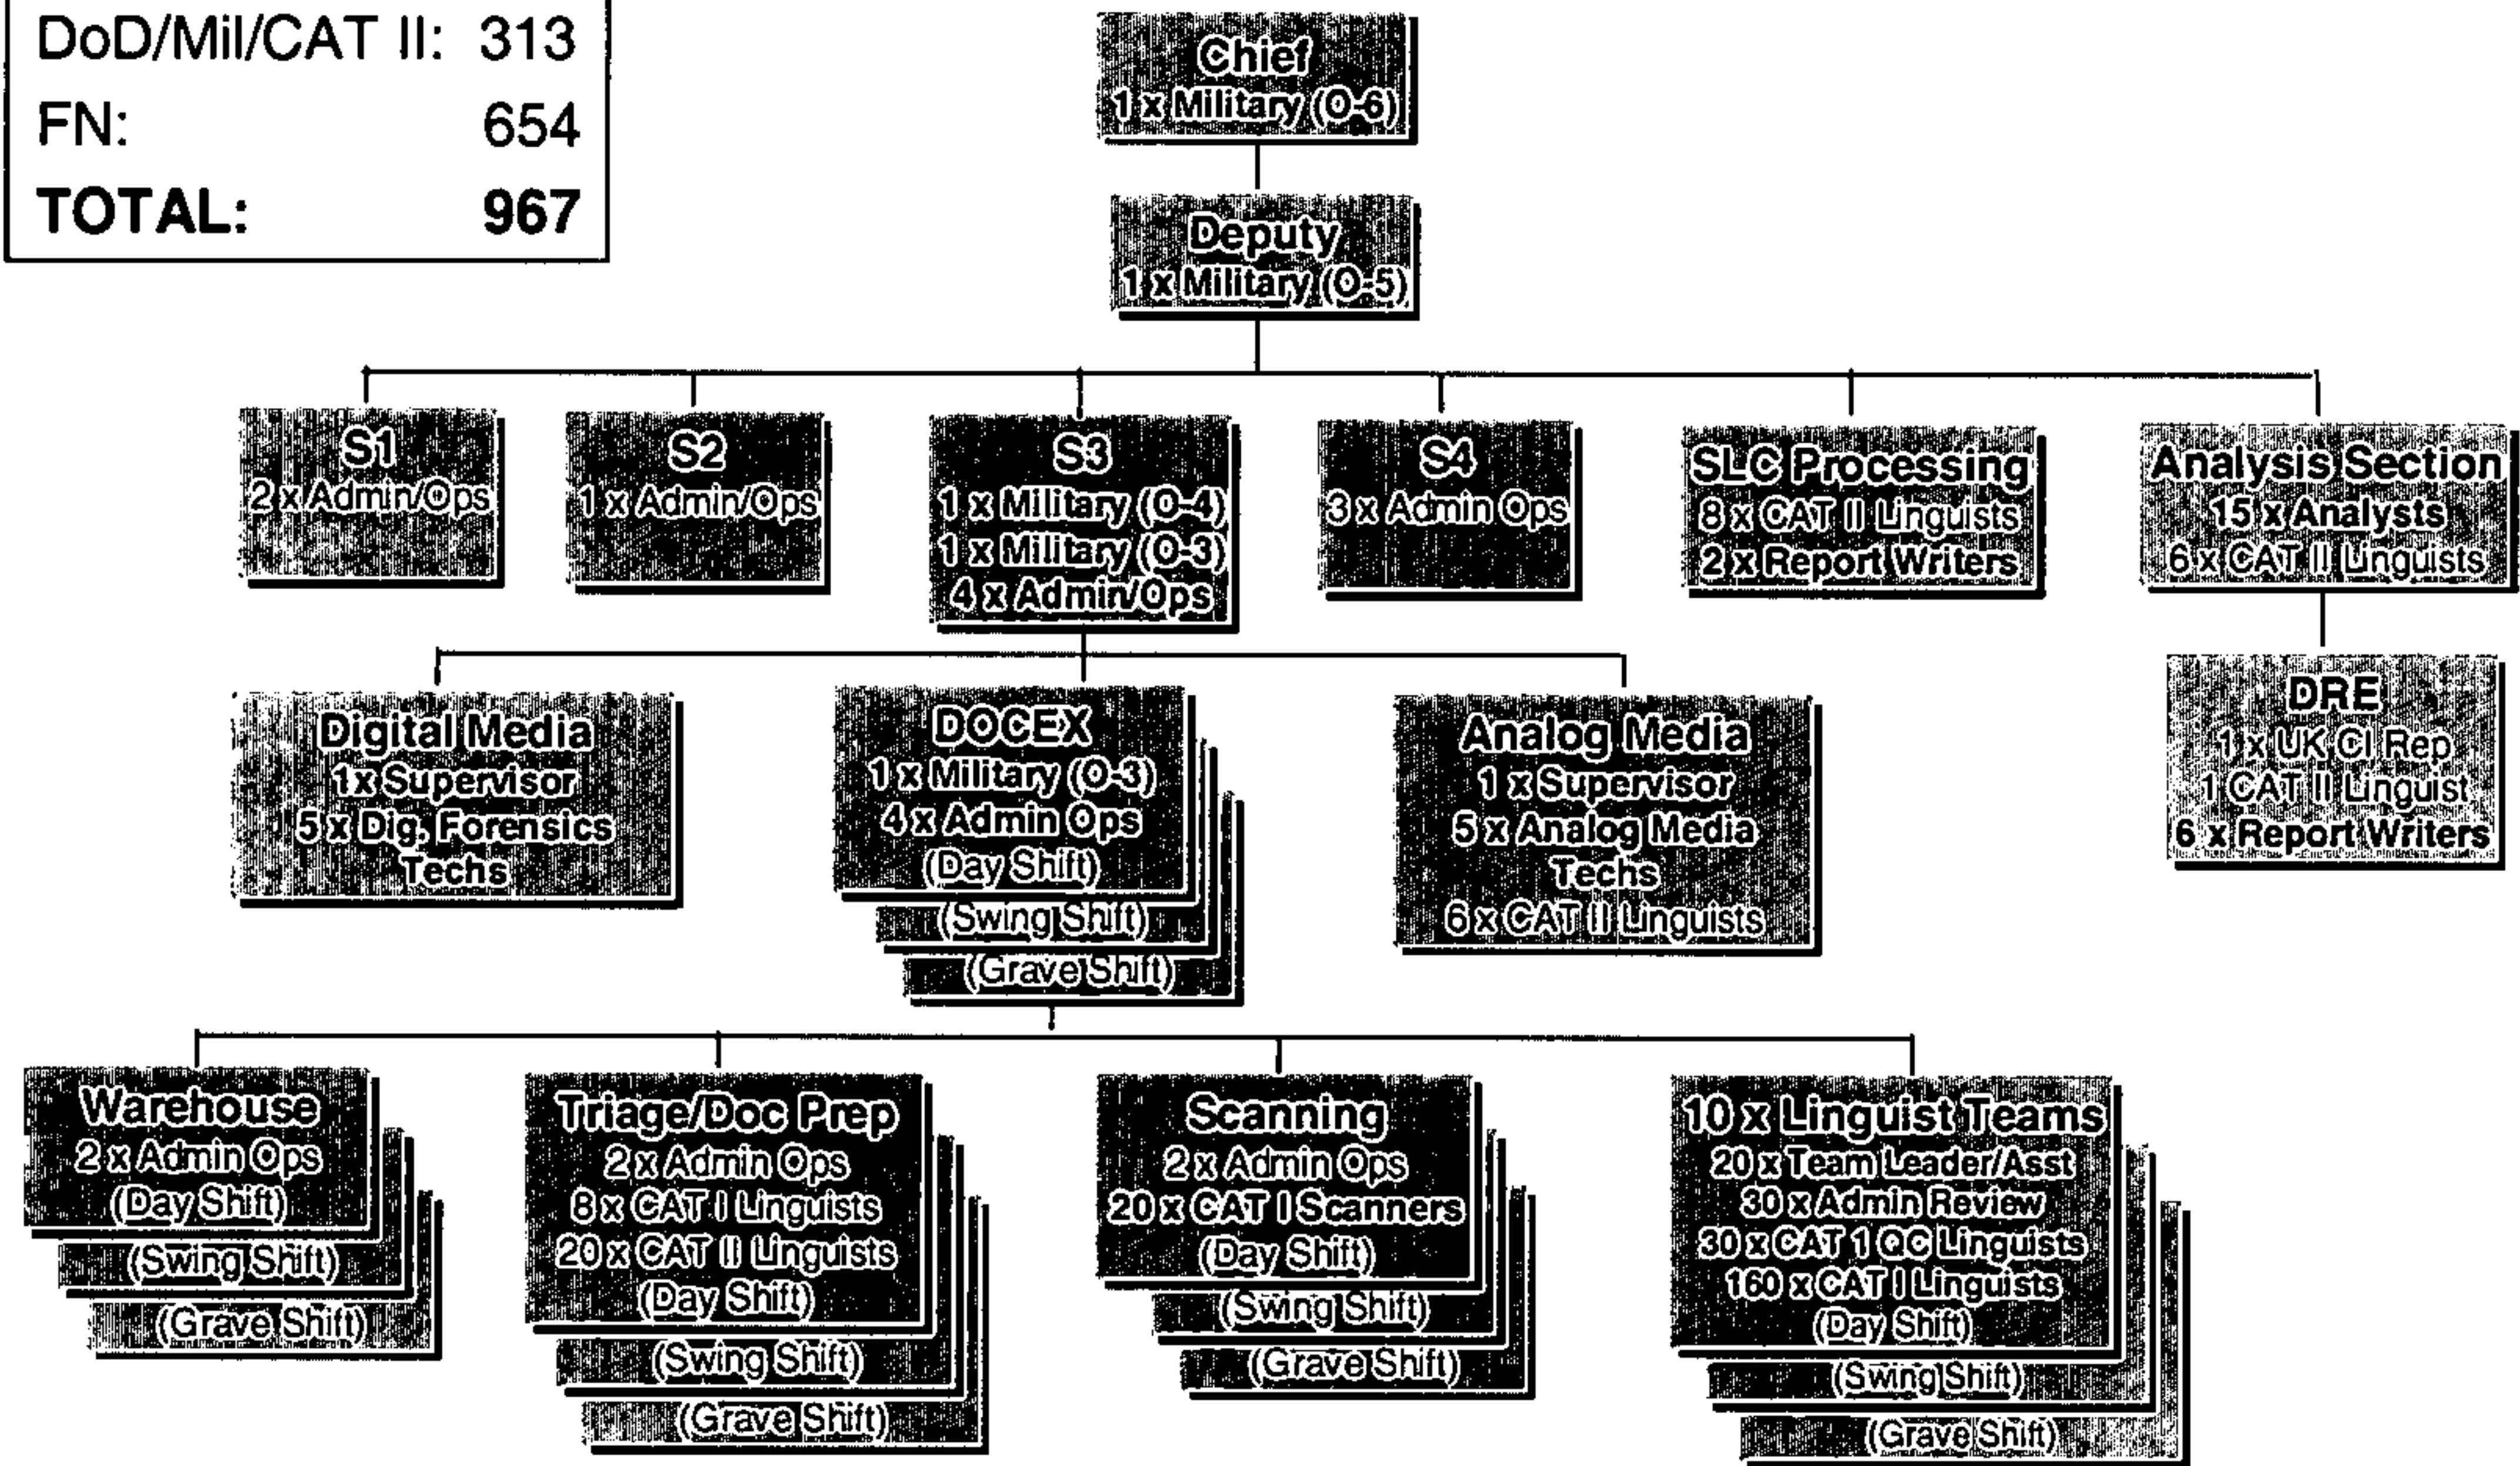 DoD/Mil/CAT II: 313
FN: 654
TOTAL: 967
Chief
1 x Military (O-6)
Deputy
1 x Military (O-5)
S1
2 x Admin/Ops
S2
1 x Admin/Ops
S3
1 x Military (O-4)
1 x Military (O-3)
4 x Admin/Ops
S4
3 x Admin Ops
SLC Processing
8 x CAT II Linguists
2 x Report Writers
Analysis Section
15 x Analysts
6 x CAT II Linguists
Digital Media
1x Supervisor
5 x Dig. Forensics
Techs
DOCEX
1 x Military (O-3)
4 x Admin Ops
(Day Shift)
(Swing Shift)
(Grave Shift)
Analog Media
1 x Supervisor
5 x Analog Media
Techs
6 x CAT II Linguists
DRE
1 x UK CI Rep
1 CAT II Linguist
6 x Report Writers
Warehouse
2 x Admin Ops
(Day Shift)
(Swing Shift)
(Grave Shift)
Triage/Doc Prep
2 x Admin Ops
8 x CAT I Linguists
20 x CAT II Linguists
(Day Shift)
(Swing Shift)
(Grave Shift)
Scanning
2 x Admin Ops
20 x CAT I Scanners
(Day Shift)
(Swing Shift)
(Grave Shift)
10 x Linguist Teams
20 x Team Leader/Asst
30 x Admin Review
30 x CAT 1 QC Linguists
160 x CAT I Linguists
(Day Shift)
(Swing Shift)
(Grave Shift)